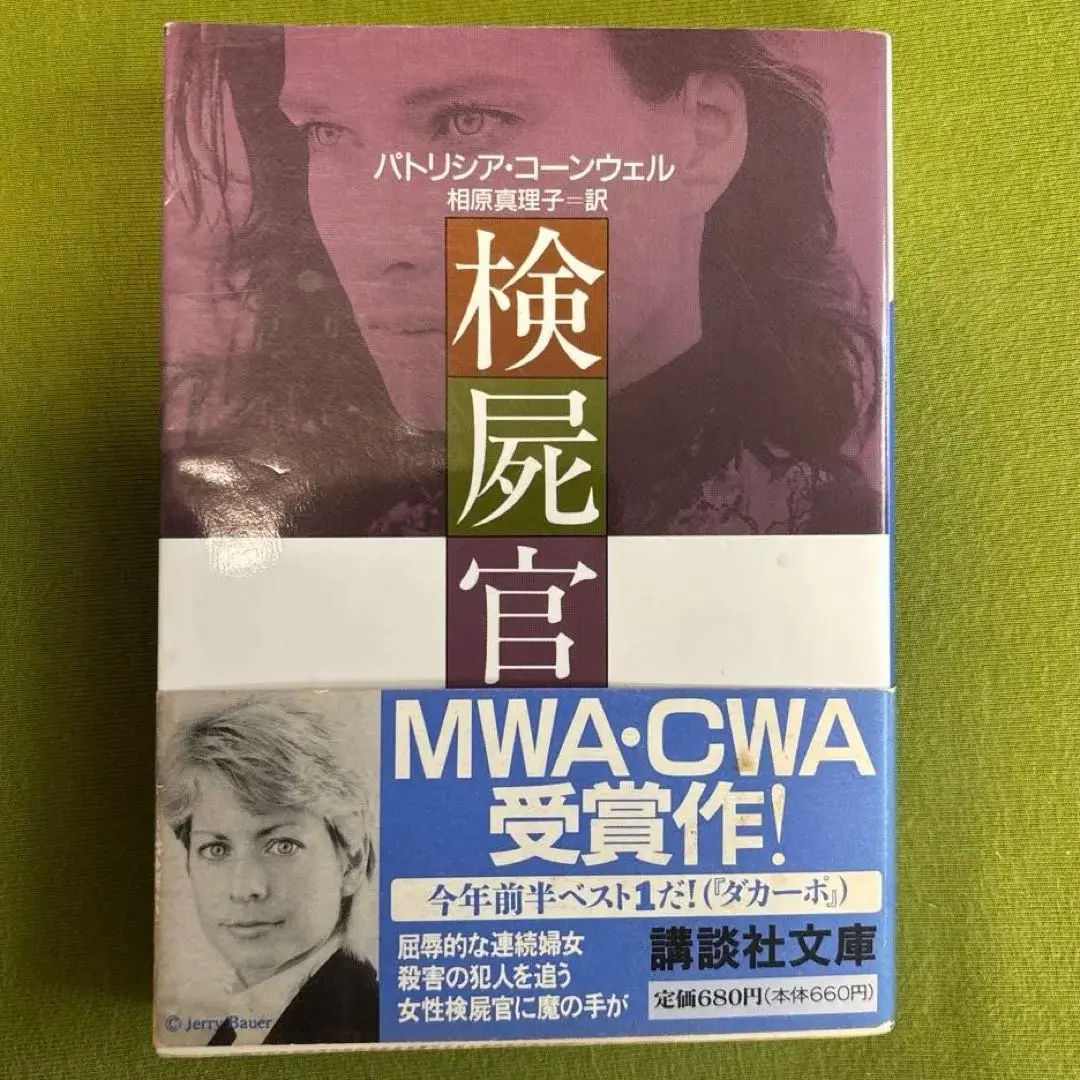 パトリシア・コーンウェル
相原真理子=訳
検屍官
MWA・CWA
受賞作!
今年前半ベスト1だ!(『ダカーポ』)
屈辱的な連続婦女
殺害の犯人を追う
女性検屍官に魔の手が
講談社文庫
定価680円(本体660円)
© Jerry Bauer